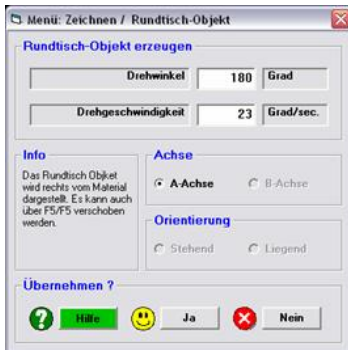 Menü: Zeichnen / Rundtisch-Objekt
Rundtisch-Objekt erzeugen
Drehwinkel 180 Grad
Drehgeschwindigkeit 23 Grad/sec.
Info
Das Rundtisch Objket
wird rechts vom Material
dargestellt. Es kann auch
über F5/F5 verschoben
werden.
Achse
A-Achse B-Achse
Orientierung
Stehend Liegend
Übernehmen ?
Hilfe Ja Nein